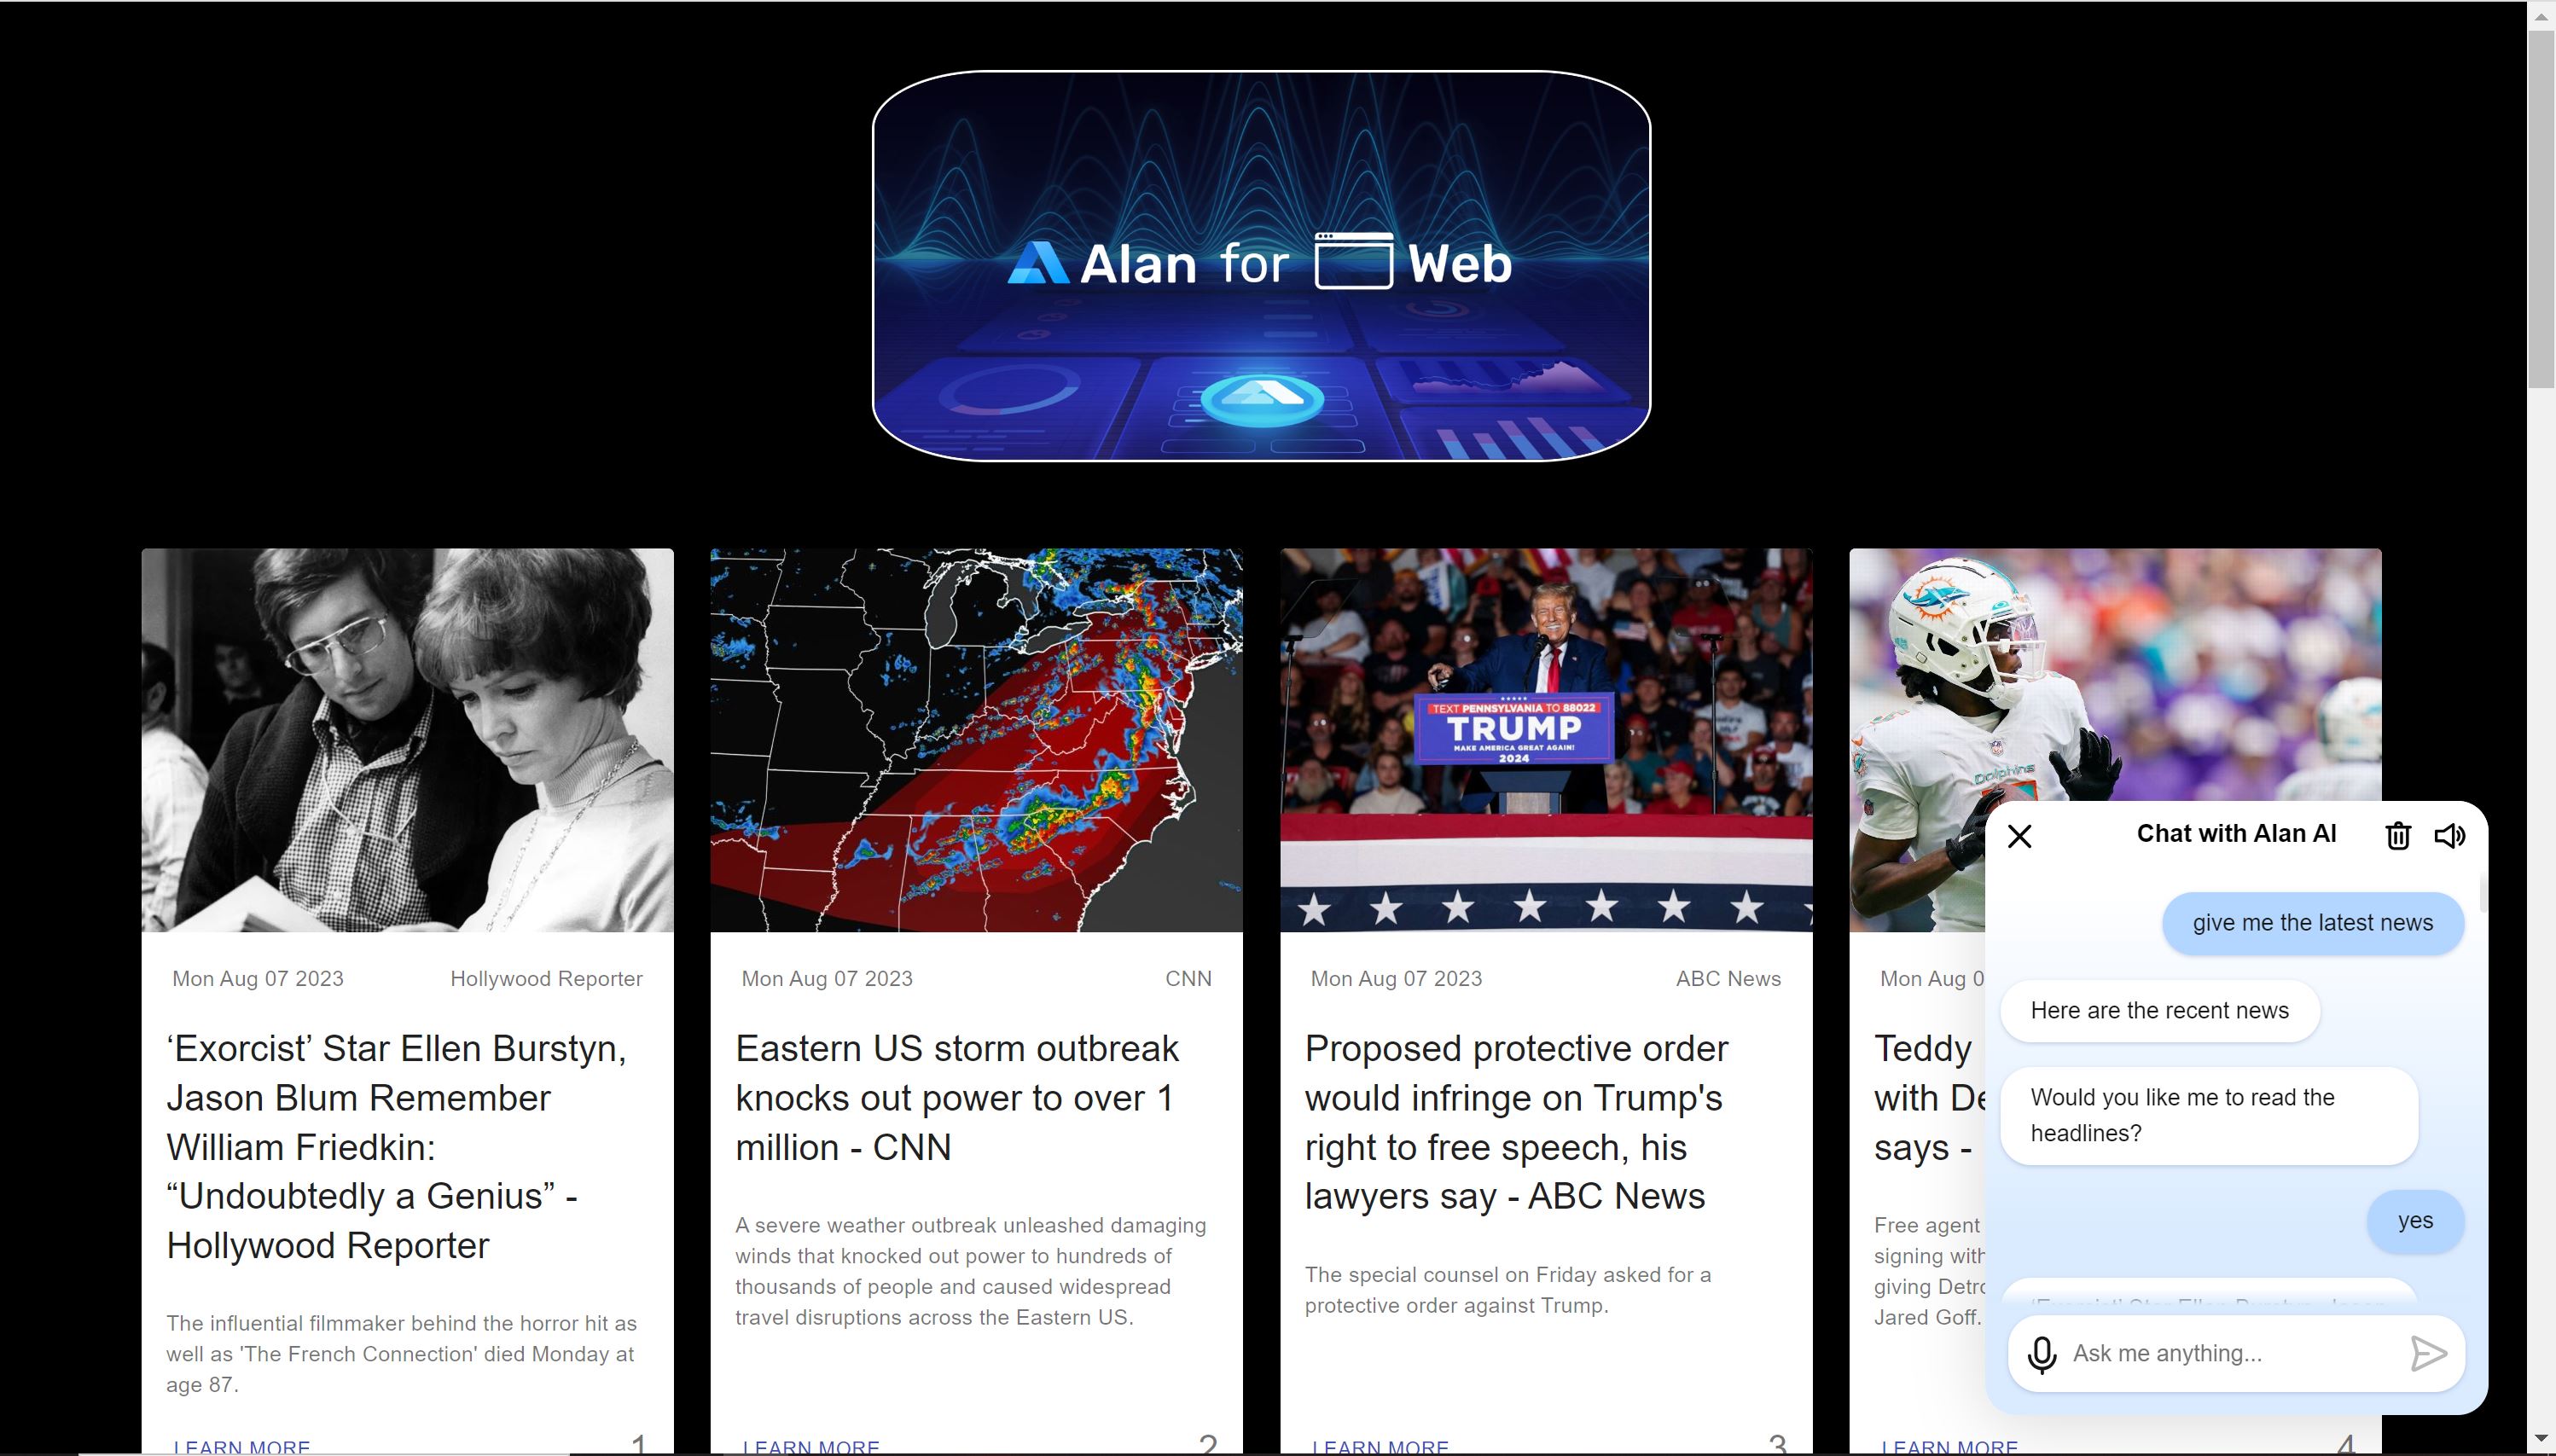 Alan for Web
TEXT PENNSYLVANIA TO 88022
TRUMP
MAKE AMERICA GREAT AGAIN!
2024
Dolphins
Mon Aug 07 2023
Hollywood Reporter
‘Exorcist’ Star Ellen Burstyn,
Jason Blum Remember
William Friedkin:
“Undoubtedly a Genius” -
Hollywood Reporter
The influential filmmaker behind the horror hit as
well as 'The French Connection' died Monday at
age 87.
LEARN MORE
1
Mon Aug 07 2023
CNN
Eastern US storm outbreak
knocks out power to over 1
million - CNN
A severe weather outbreak unleashed damaging
winds that knocked out power to hundreds of
thousands of people and caused widespread
travel disruptions across the Eastern US.
LEARN MORE
2
Mon Aug 07 2023
ABC News
Proposed protective order
would infringe on Trump's
right to free speech, his
lawyers say - ABC News
The special counsel on Friday asked for a
protective order against Trump.
LEARN MORE
3
Mon Aug 0
Teddy
with De
says -
Free agent
signing with
giving Detro
Jared Goff.
LEARN MORE
4
Chat with Alan AI
give me the latest news
Here are the recent news
Would you like me to read the
headlines?
yes
Ask me anything...